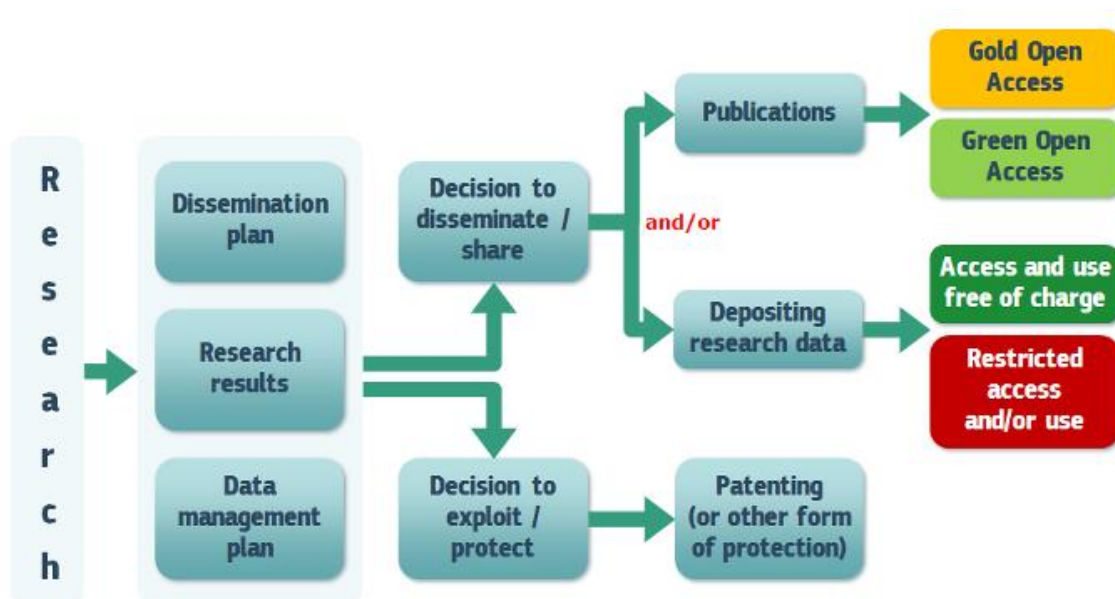 R
e
s
e
a
r
c
h
Dissemination
plan
Research
results
Data
management
plan
Decision to
disseminate /
share
Decision to
exploit /
protect
and/or
Publications
Depositing
research data
Patenting
(or other form
of protection)
Gold Open
Access
Green Open
Access
Access and use
free of charge
Restricted
access
and/or use